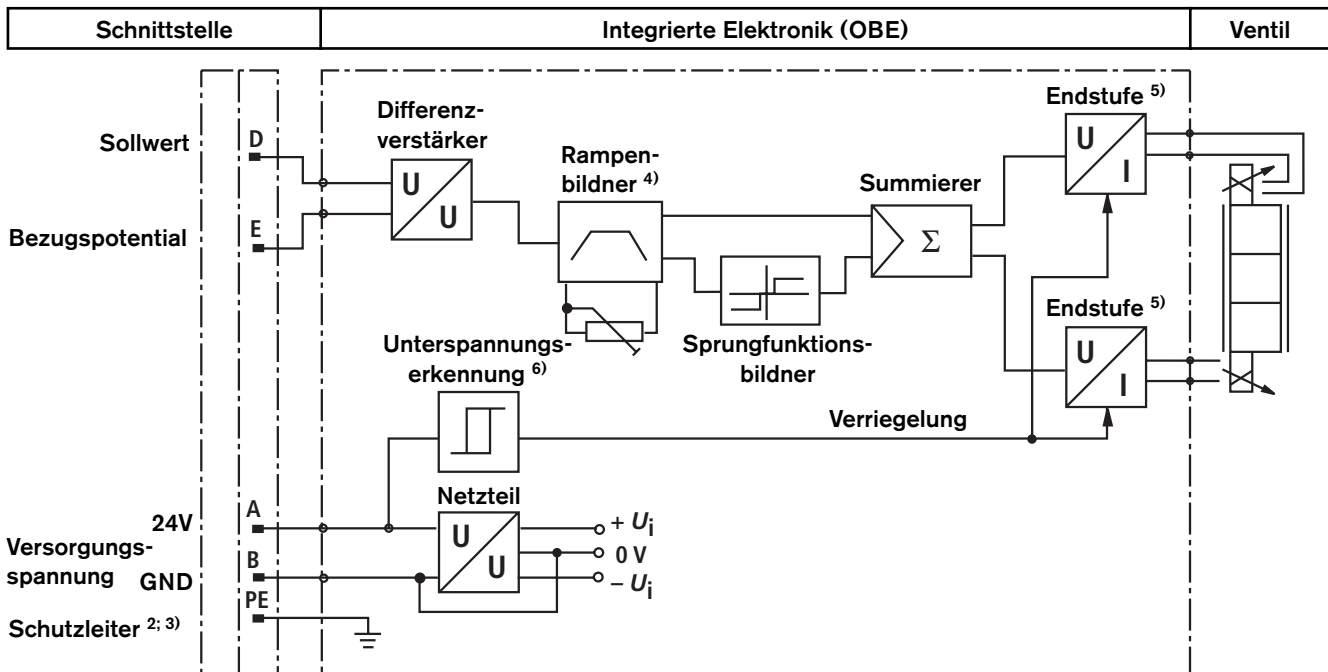 Schnittstelle
Integrierte Elektronik (OBE)
Ventil
Sollwert
D
Differenz-
verstärker
U
U
Rampen-
bildner 4)
Summierer
Σ
Endstufe 5)
U
I
Bezugspotential
E
Sprungfunktions-
bildner
Endstufe 5)
U
I
Unterspannungs-
erkennung 6)
Verriegelung
Netzteil
U
U
+ Ui
0 V
– Ui
24V
A
Versorgungs-
spannung
GND
B
PE
Schutzleiter 2; 3)